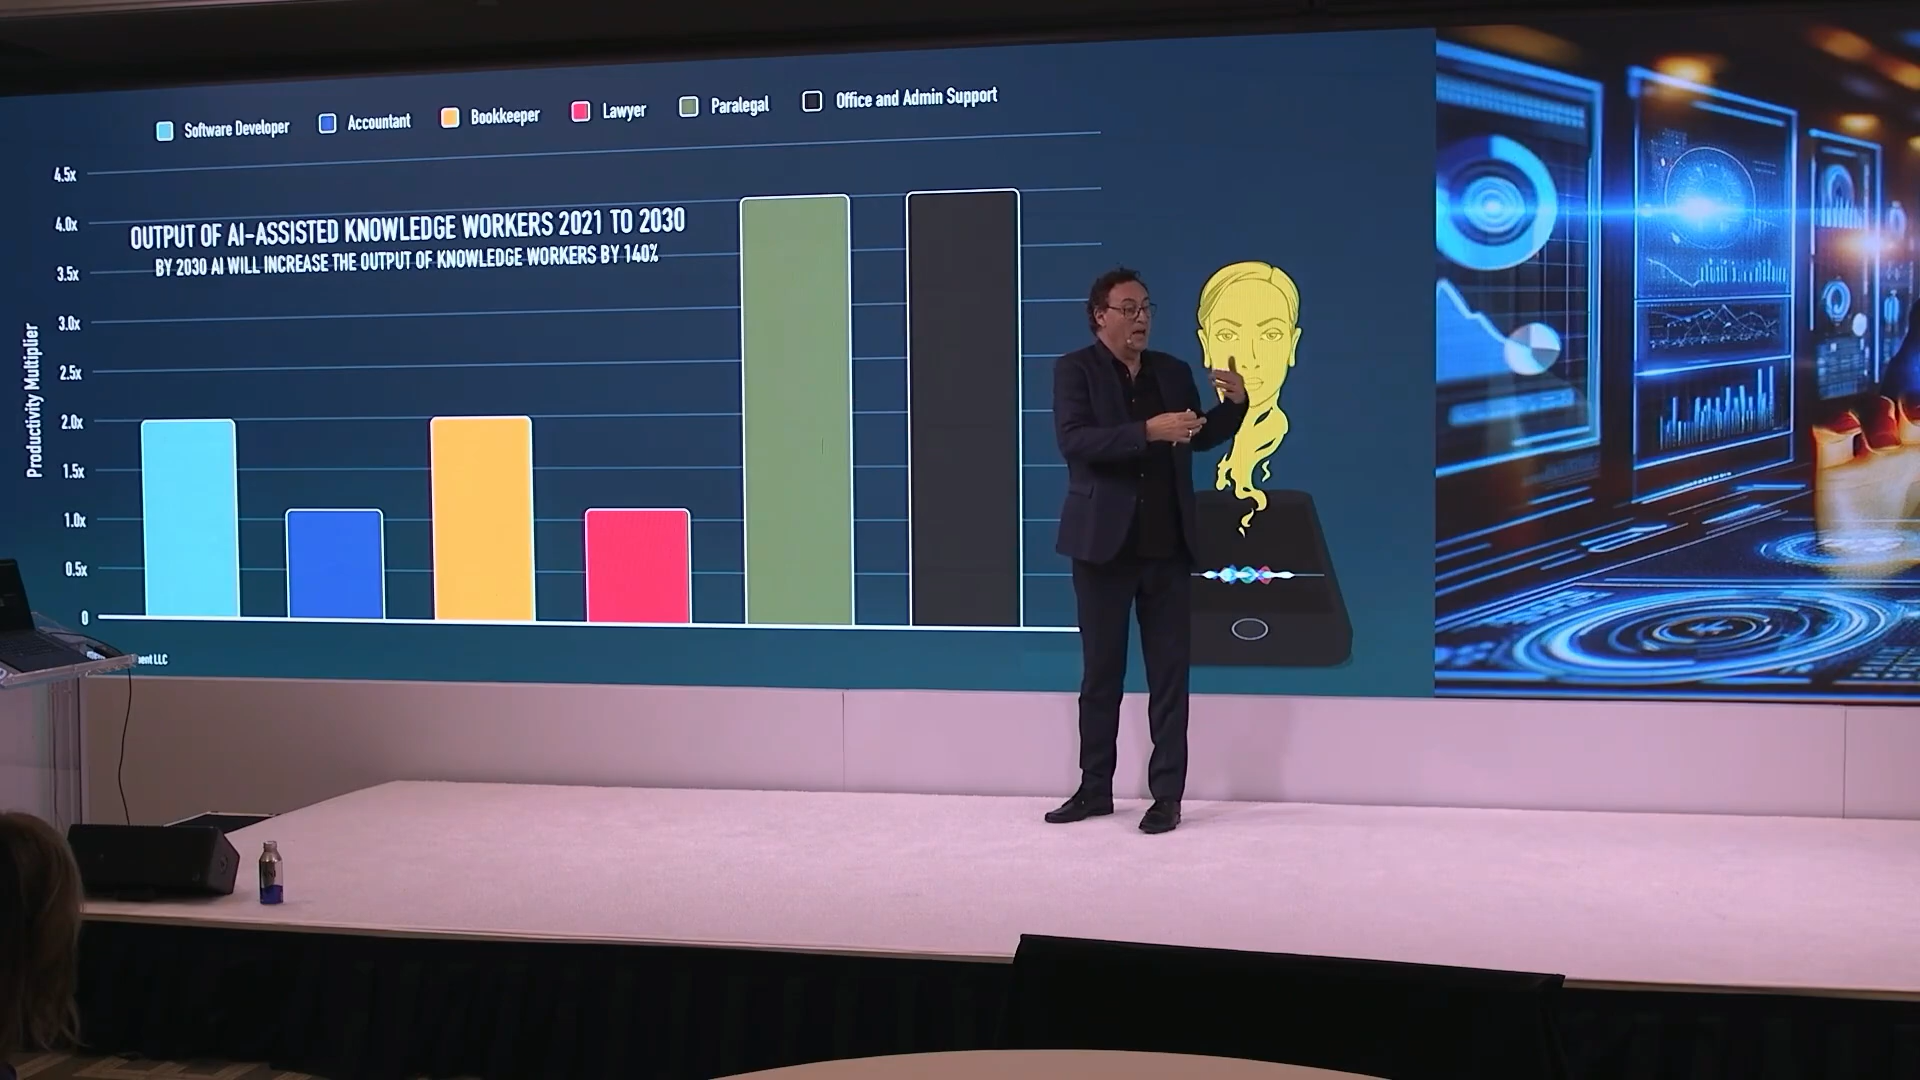 Software Developer
Accountant
Bookkeeper
Lawyer
Paralegal
Office and Admin Support
4.5x
OUTPUT OF AI-ASSISTED KNOWLEDGE WORKERS 2021 TO 2030
BY 2030 AI WILL INCREASE THE OUTPUT OF KNOWLEDGE WORKERS BY 140%
4.0x
3.5x
3.0x
2.5x
2.0x
1.5x
1.0x
0.5x
0
Productivity Multiplier
LLC